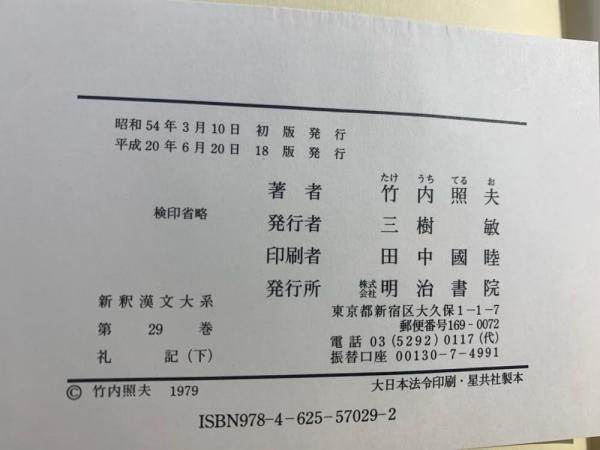 昭和54年3月10日 初版発行
平成20年6月20日 18版発行
たけ うち てる お
著者 竹内照夫
検印省略
発行者 三樹敏
印刷者 田中國睦
発行所 株式会社明治書院
東京都新宿区大久保1-1-7
郵便番号169-0072
電話 03(5292)0117(代)
振替口座 00130-7-4991
新釈漢文大系
第29巻
礼記(下)
© 竹内照夫 1979
大日本法令印刷・星共社製本
ISBN978-4-625-57029-2